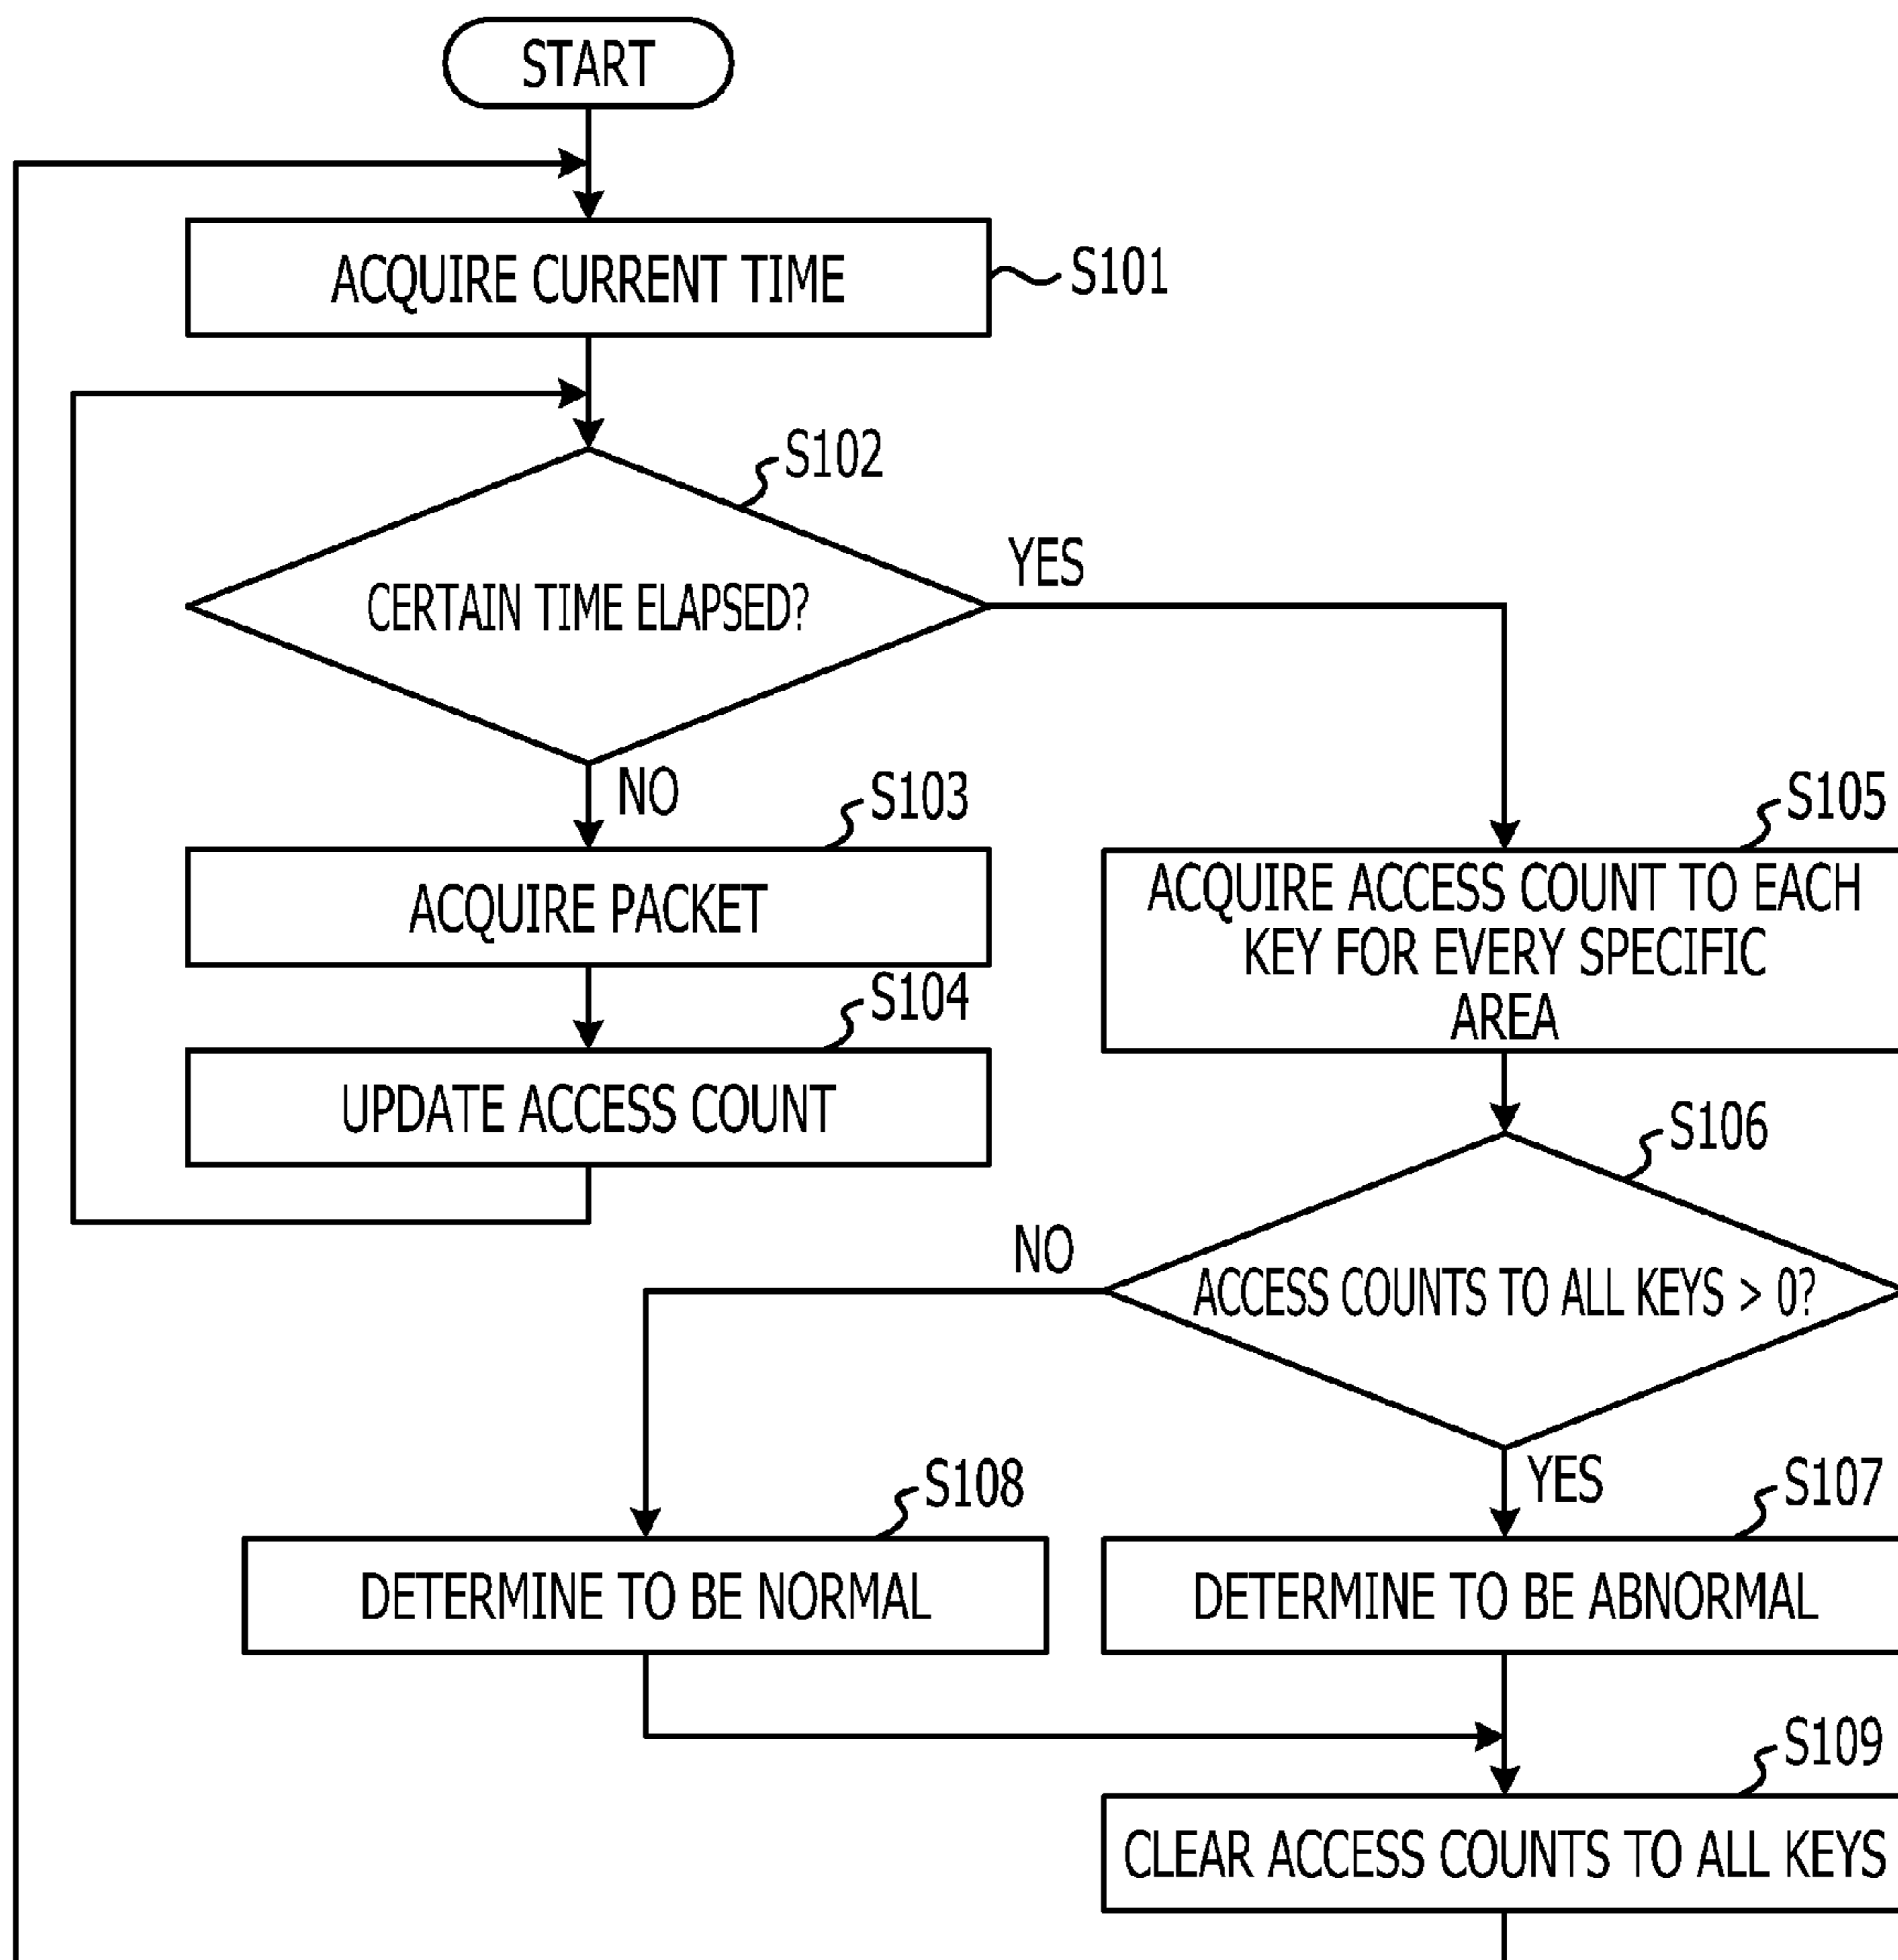 START
ACQUIRE CURRENT TIME
S101
S102
CERTAIN TIME ELAPSED?
YES
NO
S103
ACQUIRE PACKET
S104
UPDATE ACCESS COUNT
S105
ACQUIRE ACCESS COUNT TO EACH
KEY FOR EVERY SPECIFIC
AREA
S106
ACCESS COUNTS TO ALL KEYS > 0?
NO
YES
S108
DETERMINE TO BE NORMAL
S107
DETERMINE TO BE ABNORMAL
S109
CLEAR ACCESS COUNTS TO ALL KEYS